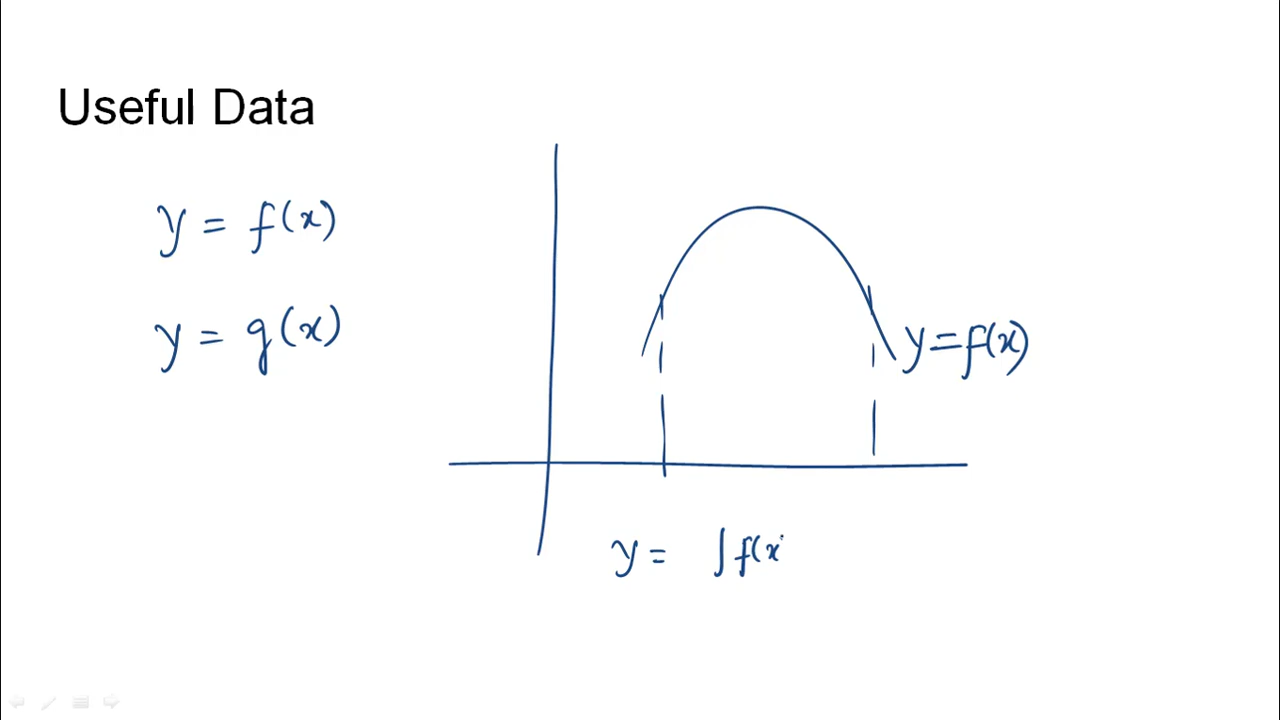 Useful Data
y = f(x)
y = g(x)
y=f(x)
y = ∫f(x